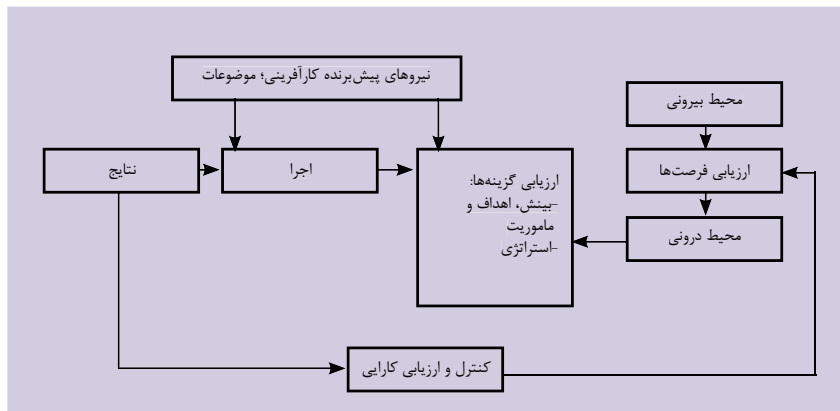 نیروهای پیش‌برنده کارآفرینی؛ موضوعات
محیط بیرونی
ارزیابی فرصت‌ها
محیط درونی
ارزیابی گزینه‌ها:
-بینش، اهداف و
ماموریت
-استراتژی
اجرا
نتایج
کنترل و ارزیابی کارایی